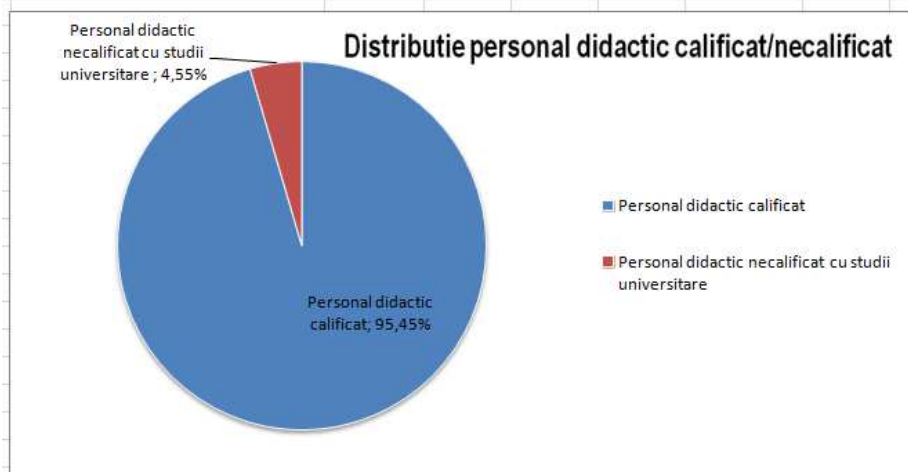 Personal didactic
necalificat cu studii
universitare ; 4,55%
Distributie personal didactic calificat/necalificat
Personal didactic calificat
Personal didactic necalificat cu studii
universitare
Personal didactic
calificat; 95,45%